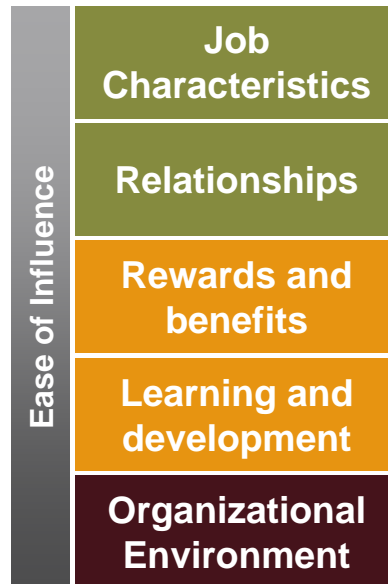 Ease of Influence
Job
Characteristics
Relationships
Rewards and
benefits
Learning and
development
Organizational
Environment